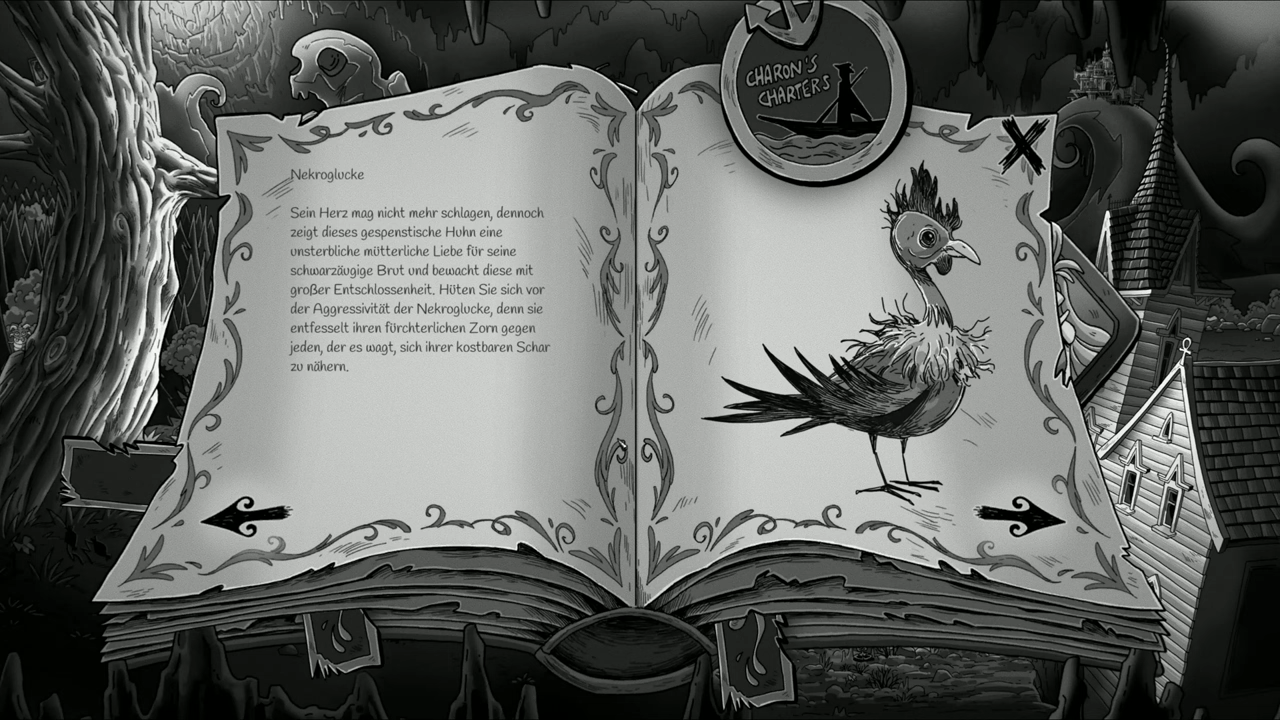 CHARON'S
CHARTERS
Nekroglucke
Sein Herz mag nicht mehr schlagen, dennoch
zeigt dieses gespenstische Huhn eine
unsterbliche mütterliche Liebe für seine
schwarzäugige Brut und bewacht diese mit
großer Entschlossenheit. Hüten Sie sich vor
der Aggressivität der Nekroglucke, denn sie
entfesselt ihren fürchterlichen Zorn gegen
jeden, der es wagt, sich ihrer kostbaren Schar
zu nähern.